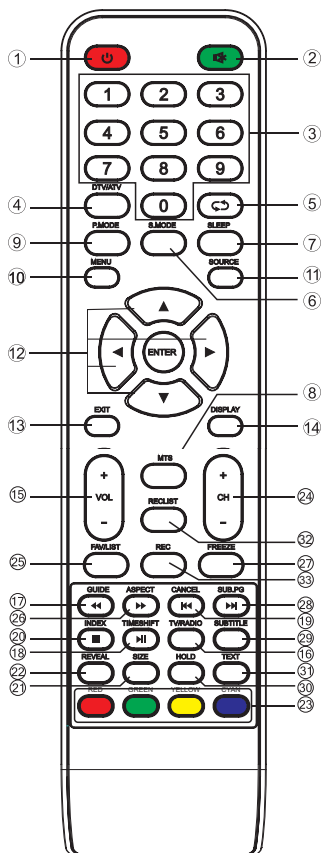 ① ②
1 2 3
③
4 5 6
7 8 9
DTV/ATV
④ 0 ⑤
P.MODE S.MODE SLEEP
⑨ ⑦
MENU SOURCE
⑩ ⑪
⑥
⑫ ENTER
⑧
EXIT DISPLAY
⑬ ⑭
MTS
+ +
⑮ VOL CH ㉔
- -
RECLIST
㉜
FAV/LIST REC FREEZE
㉕ ㉗
㉝
GUIDE ASPECT CANCEL SUB.PG
⑰ ㉘
㉖ ⑲
INDEX TIMESHIFT TV/RADIO SUBTITLE
⑳ ㉙
⑱ ⑯
REVEAL SIZE HOLD TEXT
㉒ ㉛
㉑ ㉚
RED GREEN YELLOW CYAN
㉓